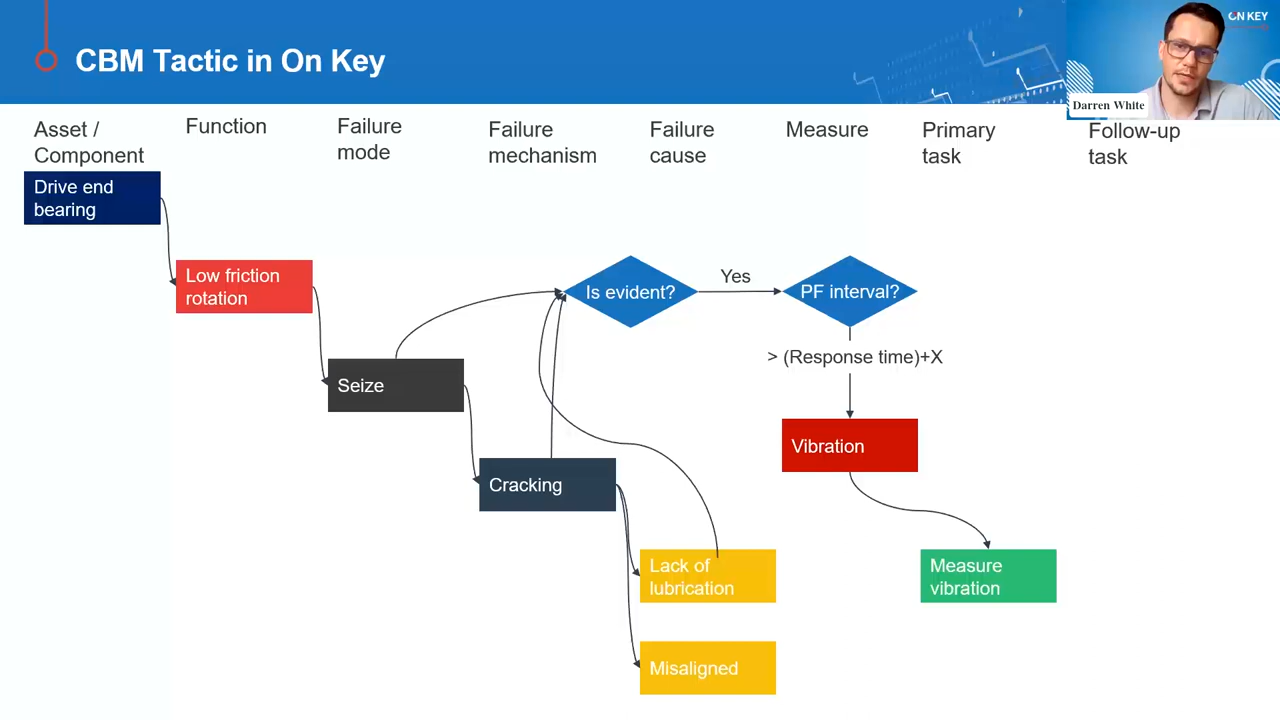 CBM Tactic in On Key
ON KEY
Darren White
Asset /
Component
Function
Failure
mode
Failure
mechanism
Failure
cause
Measure
Primary
task
Follow-up
task
Drive end
bearing
Low friction
rotation
Is evident?
Yes
PF interval?
> (Response time)+X
Seize
Vibration
Cracking
Lack of
lubrication
Measure
vibration
Misaligned